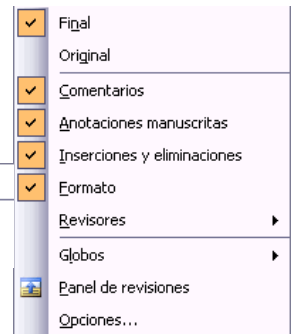 Final
Original
Comentarios
Anotaciones manuscritas
Inserciones y eliminaciones
Formato
Revisores
Globos
Panel de revisiones
Opciones...